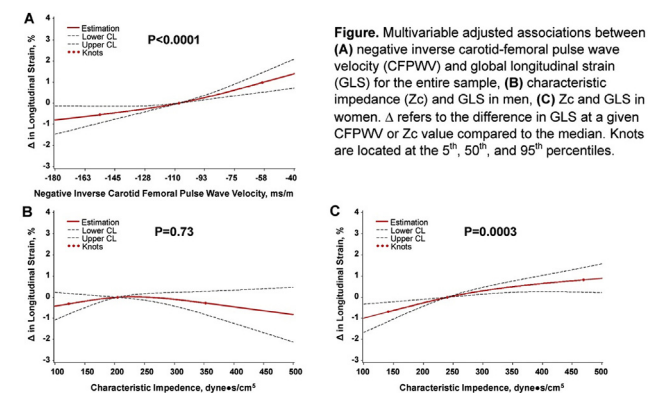 A
Estimation
Lower CL
Upper CL
Knots
P<0.0001
Δ in Longitudinal Strain, %
4
3
2
1
0
-1
-2
-3
-180 -163 -145 -128 -110 -93 -75 -58 -40
Negative Inverse Carotid Femoral Pulse Wave Velocity, ms/m
Figure. Multivariable adjusted associations between
(A) negative inverse carotid-femoral pulse wave
velocity (CFPWV) and global longitudinal strain
(GLS) for the entire sample, (B) characteristic
impedance (Zc) and GLS in men, (C) Zc and GLS in
women. Δ refers to the difference in GLS at a given
CFPWV or Zc value compared to the median. Knots
are located at the 5th, 50th, and 95th percentiles.
B
Estimation
Lower CL
Upper CL
Knots
P=0.73
Δ in Longitudinal Strain, %
4
3
2
1
0
-1
-2
-3
100 150 200 250 300 350 400 450 500
Characteristic Impedence, dyne•s/cm5
C
Estimation
Lower CL
Upper CL
Knots
P=0.0003
Δ in Longitudinal Strain, %
4
3
2
1
0
-1
-2
-3
100 150 200 250 300 350 400 450 500
Characteristic Impedence, dyne•s/cm5